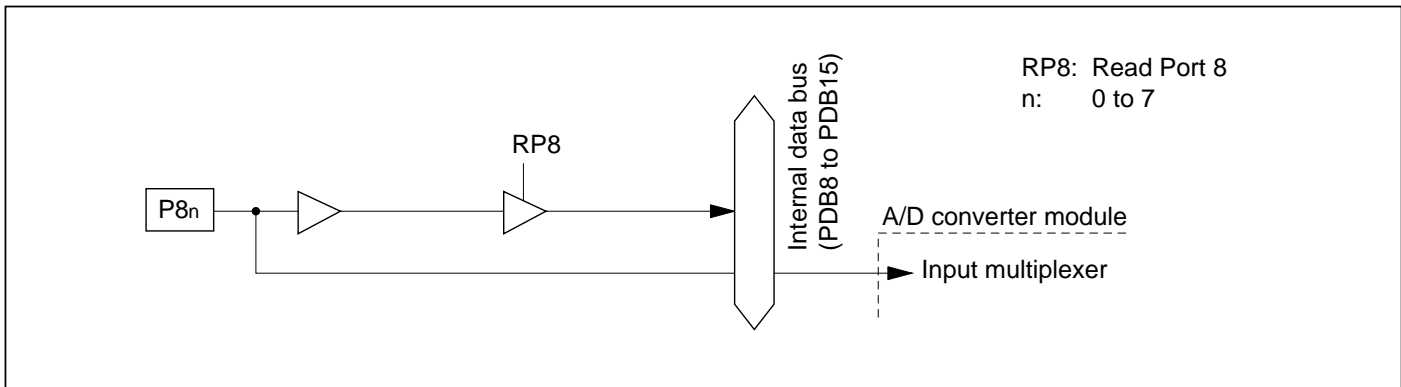 RP8: Read Port 8
n: 0 to 7
Internal data bus
(PDB8 to PDB15)
RP8
P8n
A/D converter module
Input multiplexer